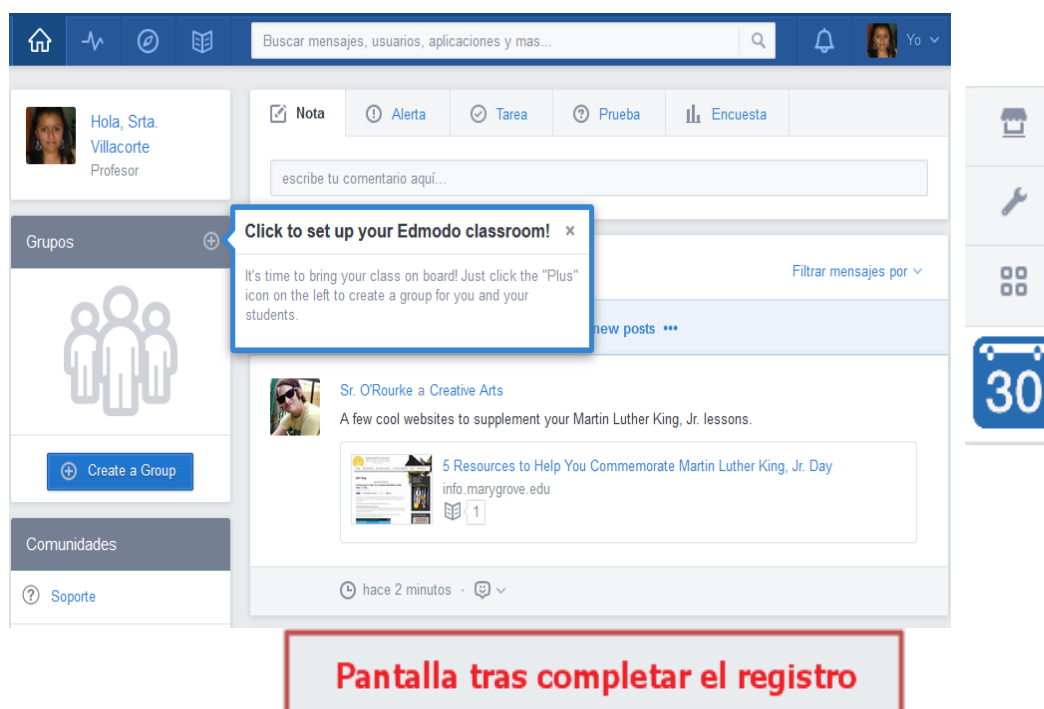 Buscar mensajes, usuarios, aplicaciones y mas...
Yo
Hola, Srta.
Villacorte
Profesor
Nota
Alerta
Tarea
Prueba
Encuesta
escribe tu comentario aquí...
Grupos
Click to set up your Edmodo classroom! ×
It's time to bring your class on board! Just click the "Plus"
icon on the left to create a group for you and your
students.
Filtrar mensajes por
new posts •••
Sr. O'Rourke a Creative Arts
A few cool websites to supplement your Martin Luther King, Jr. lessons.
5 Resources to Help You Commemorate Martin Luther King, Jr. Day
info.marygrove.edu
1
Create a Group
Comunidades
Soporte
hace 2 minutos
30
Pantalla tras completar el registro